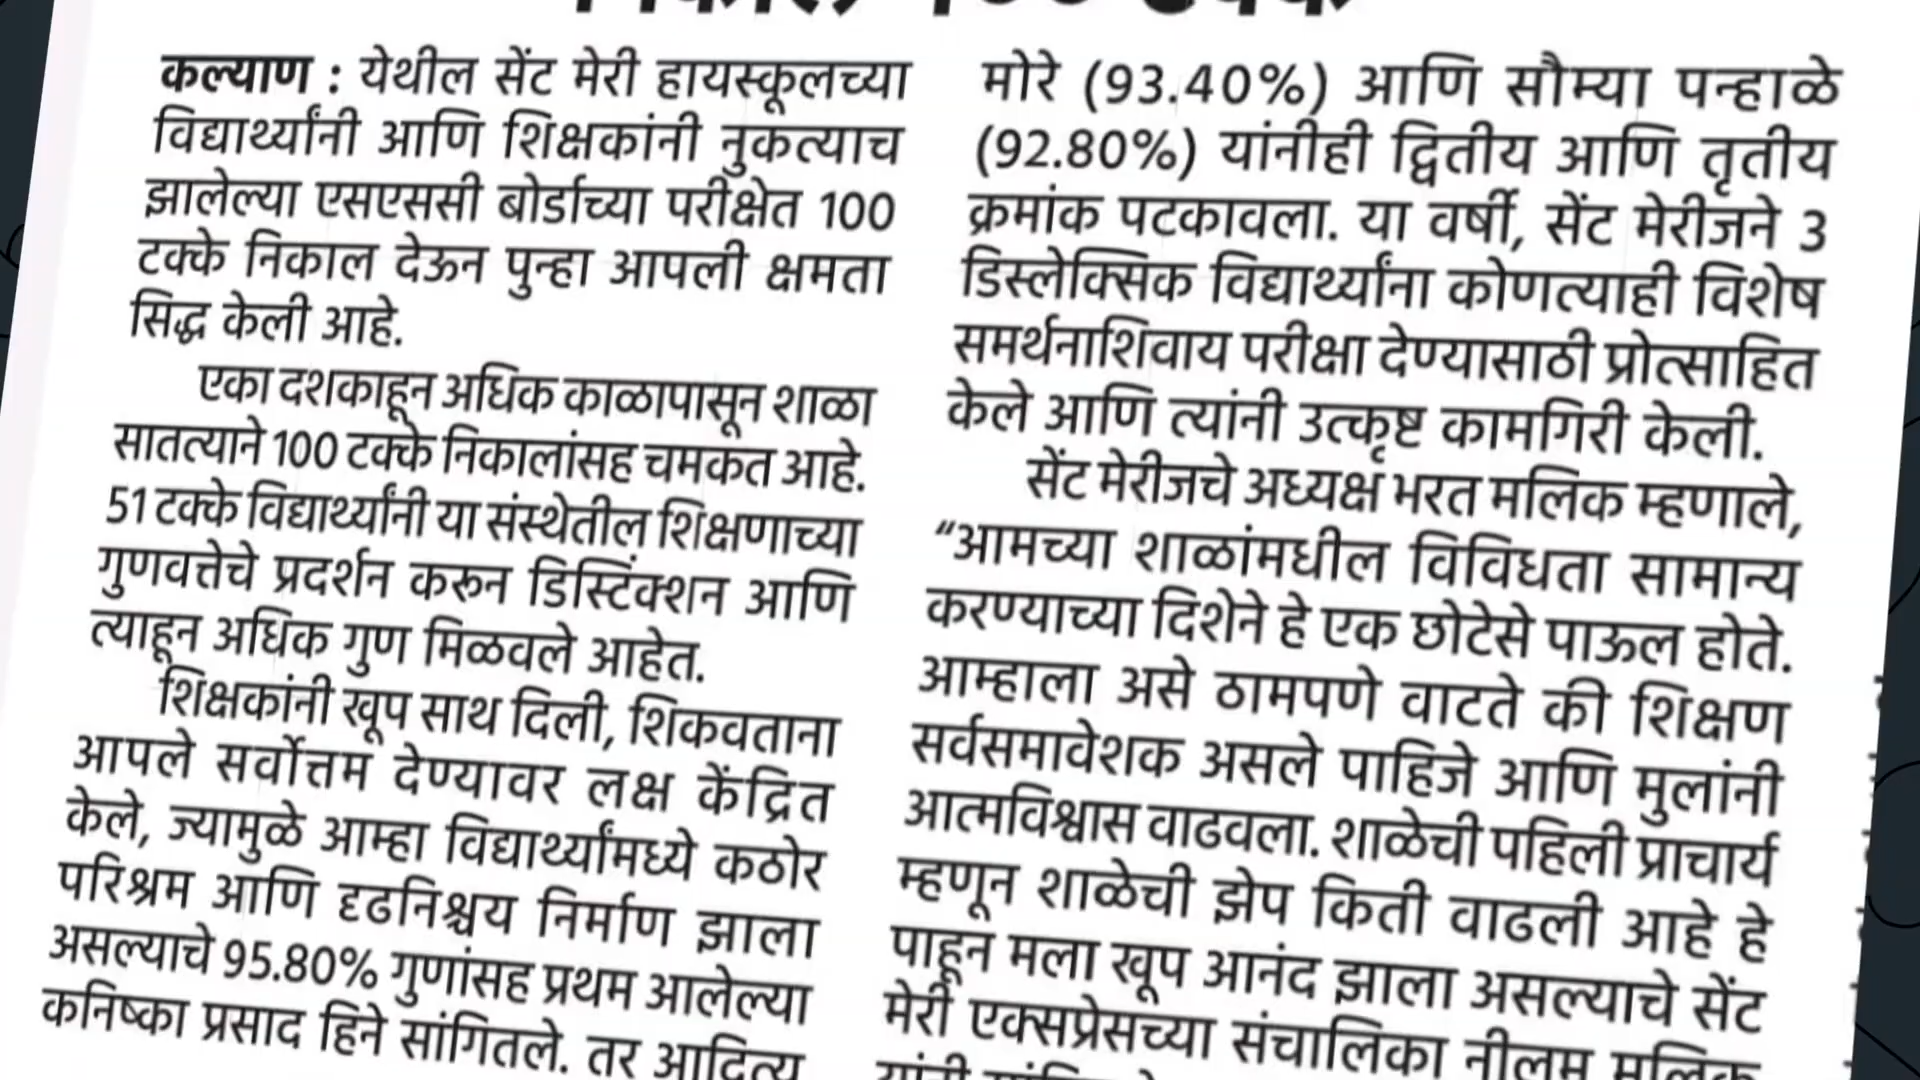 कल्याण : येथील सेंट मेरी हायस्कूलच्या
विद्यार्थ्यांनी आणि शिक्षकांनी नुकत्याच
झालेल्या एसएससी बोर्डाच्या परीक्षेत 100
टक्के निकाल देऊन पुन्हा आपली क्षमता
सिद्ध केली आहे.
एका दशकाहून अधिक काळापासून शाळा
सातत्याने 100 टक्के निकालांसह चमकत आहे.
51 टक्के विद्यार्थ्यांनी या संस्थेतील शिक्षणाच्या
गुणवत्तेचे प्रदर्शन करून डिस्टिंक्शन आणि
त्याहून अधिक गुण मिळवले आहेत.
शिक्षकांनी खूप साथ दिली, शिकवताना
आपले सर्वोत्तम देण्यावर लक्ष केंद्रित
केले, ज्यामुळे आम्हा विद्यार्थ्यांमध्ये कठोर
परिश्रम आणि दृढनिश्चय निर्माण झाला
असल्याचे 95.80% गुणांसह प्रथम आलेल्या
कनिष्का प्रसाद हिने सांगितले. तर आदित्य
मोरे (93.40%) आणि सौम्या पन्हाळे
(92.80%) यांनीही द्वितीय आणि तृतीय
क्रमांक पटकावला. या वर्षी, सेंट मेरीजने 3
डिस्लेक्सिक विद्यार्थ्यांना कोणत्याही विशेष
समर्थनाशिवाय परीक्षा देण्यासाठी प्रोत्साहित
केले आणि त्यांनी उत्कृष्ट कामगिरी केली.
सेंट मेरीजचे अध्यक्ष भरत मलिक म्हणाले,
“आमच्या शाळांमधील विविधता सामान्य
करण्याच्या दिशेने हे एक छोटेसे पाऊल होते.
आम्हाला असे ठामपणे वाटते की शिक्षण
सर्वसमावेशक असले पाहिजे आणि मुलांनी
आत्मविश्वास वाढवला. शाळेची पहिली प्राचार्य
म्हणून शाळेची झेप किती वाढली आहे हे
पाहून मला खूप आनंद झाला असल्याचे सेंट
मेरी एक्सप्रेसच्या संचालिका नीलम मलिक